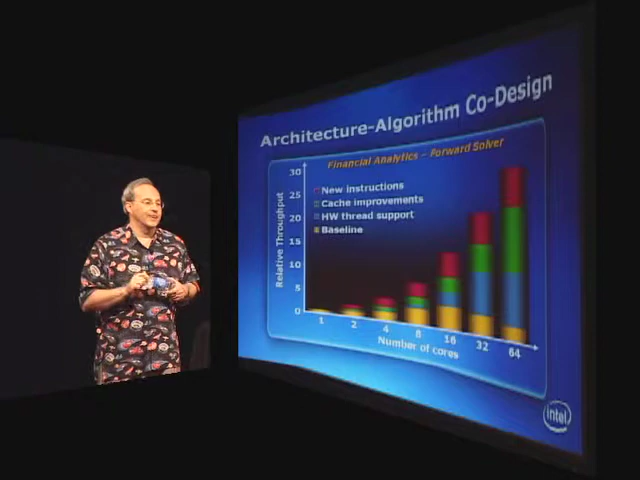 Architecture-Algorithm Co-Design
Financial Analytics - Forward Solver
Relative Throughput
30
25
20
15
10
5
0
New instructions
Cache improvements
HW thread support
Baseline
1 2 4 8 16 32 64
Number of cores
intel